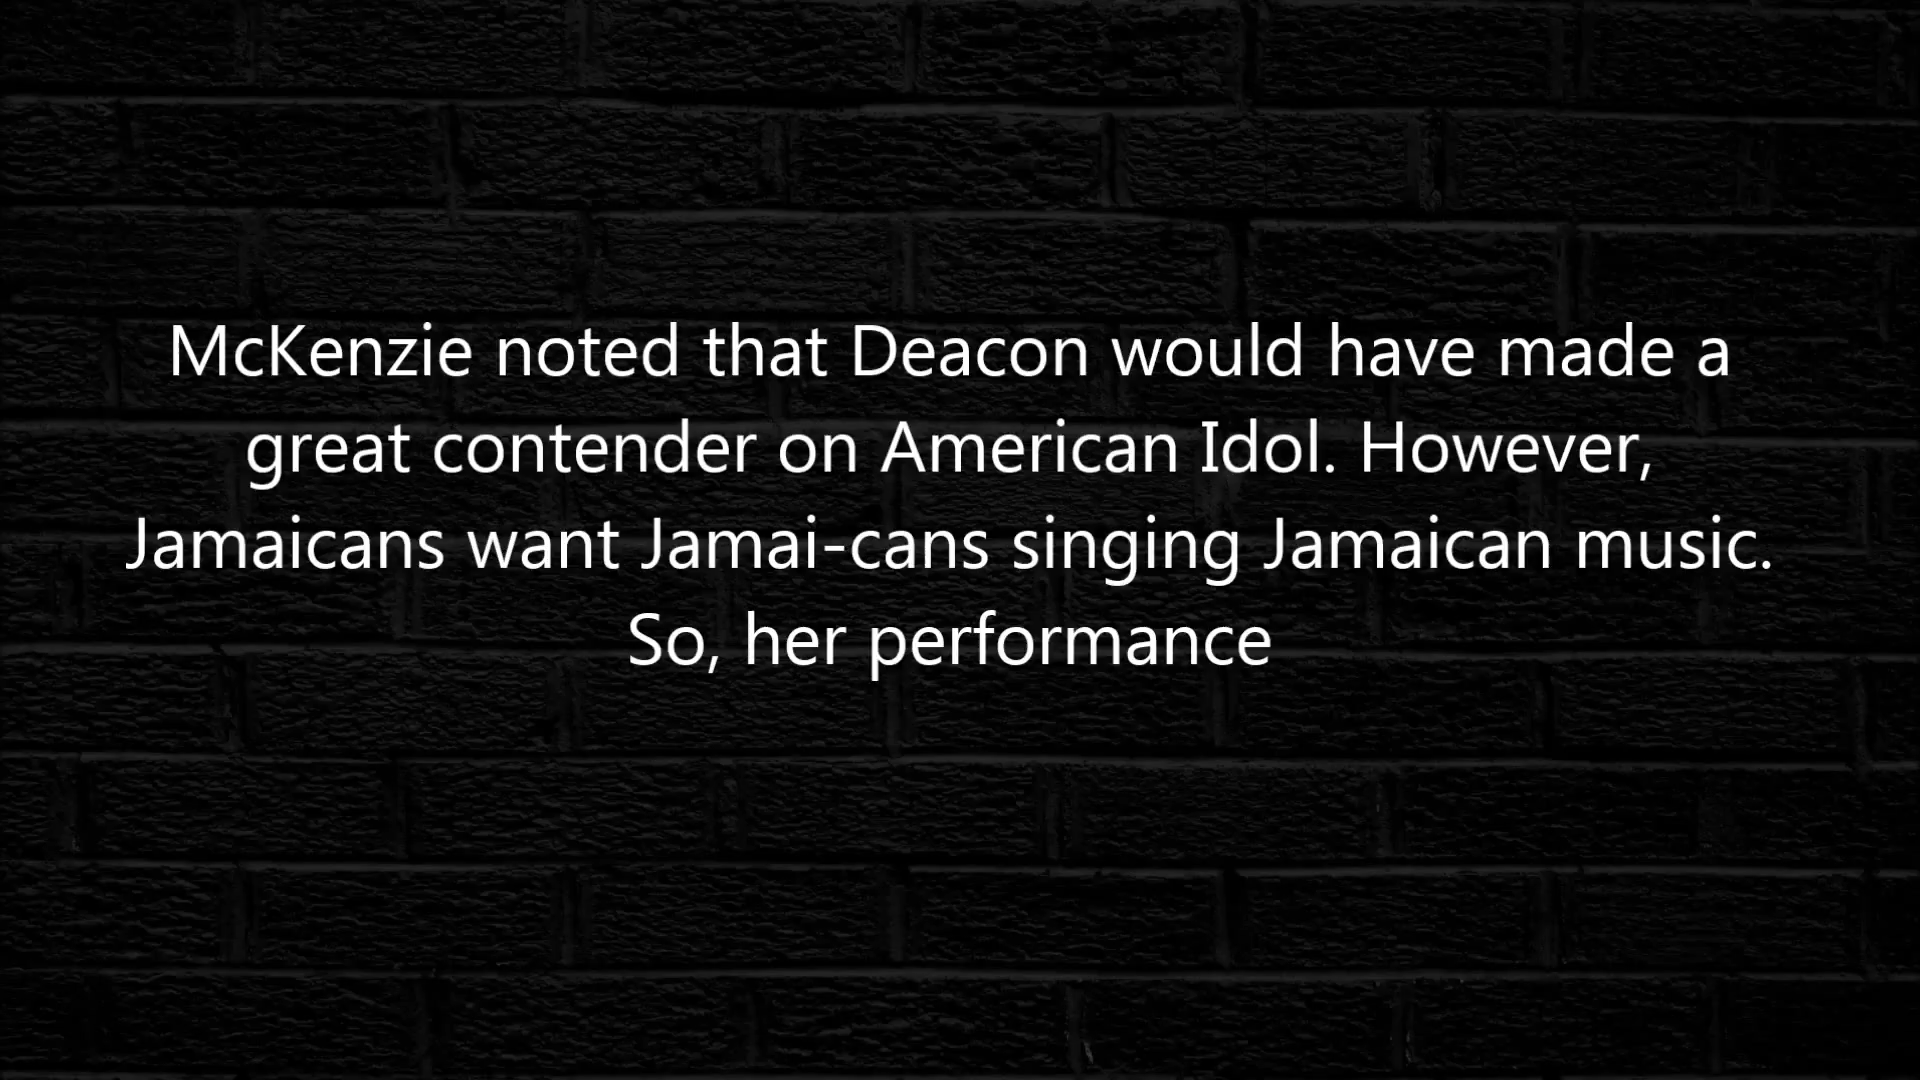 McKenzie noted that Deacon would have made a
great contender on American Idol. However,
Jamaicans want Jamai-cans singing Jamaican music.
So, her performance